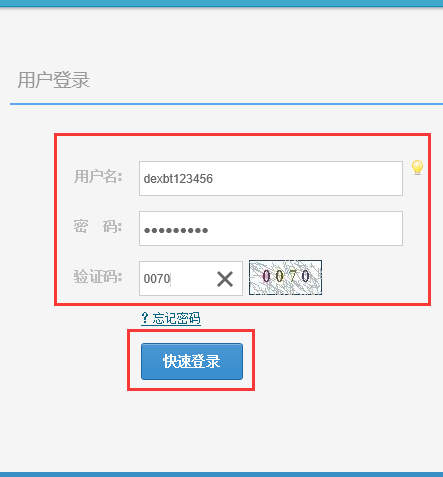 用户登录
用户名: dexbt123456
密 码: ●●●●●●●●●
验证码: 0070 0070
? 忘记密码
快速登录